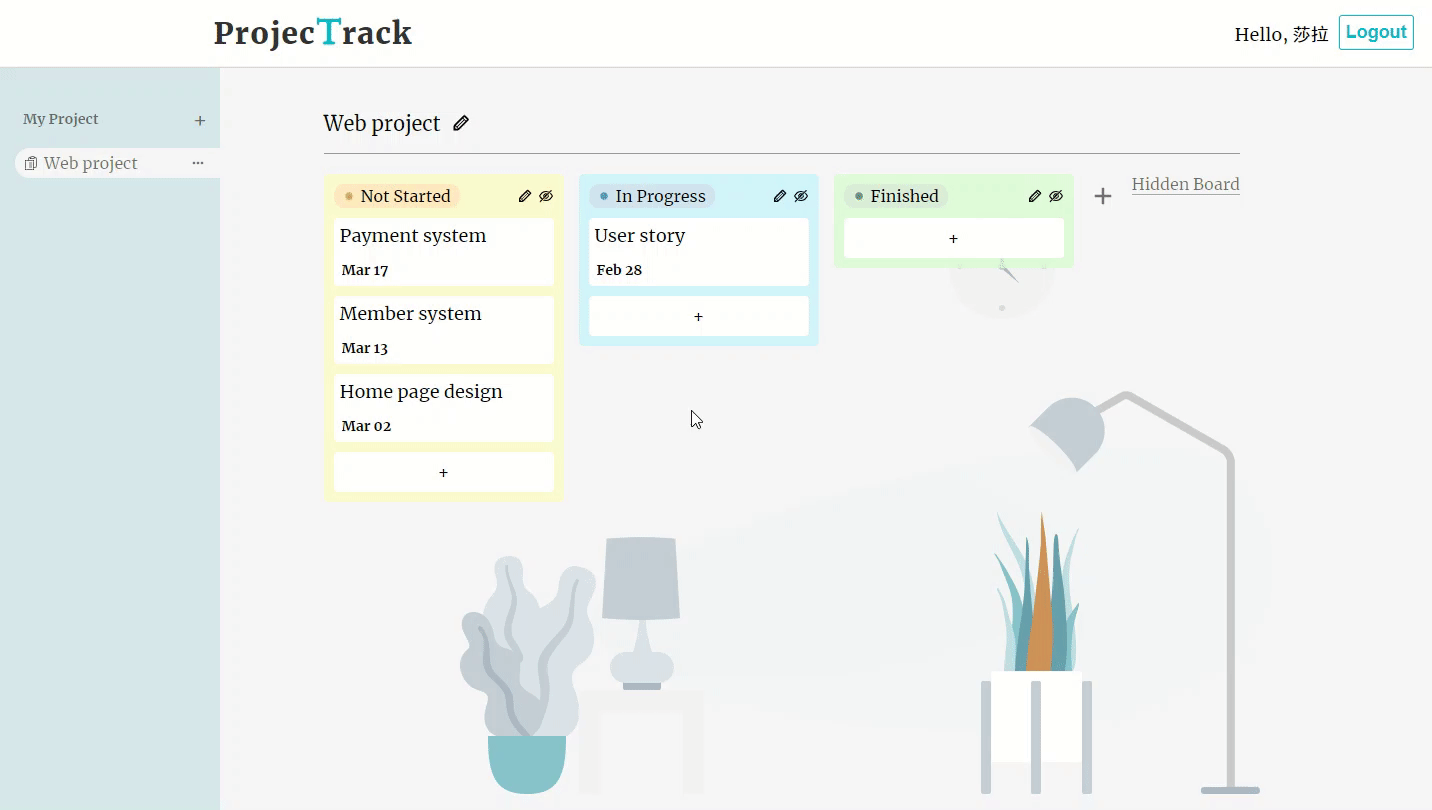 ProjecTrack
Hello, 莎拉
Logout
My Project
+
Web project
...
Web project
Not Started
Payment system
Mar 17
Member system
Mar 13
Home page design
Mar 02
+
In Progress
User story
Feb 28
+
Finished
+
+
Hidden Board